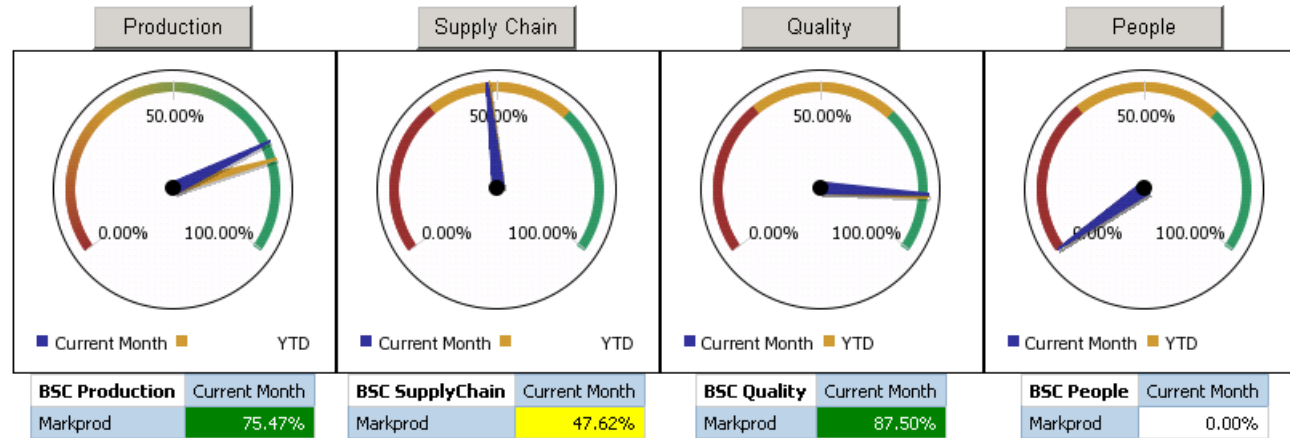 Production Supply Chain Quality People
50.00% 50.00% 50.00% 50.00%
0.00% 100.00% 0.00% 100.00% 0.00% 100.00% 0.00% 100.00%
Current Month YTD Current Month YTD Current Month YTD Current Month YTD
BSC Production Current Month BSC SupplyChain Current Month BSC Quality Current Month BSC People Current Month
Markprod 75.47% Markprod 47.62% Markprod 87.50% Markprod 0.00%